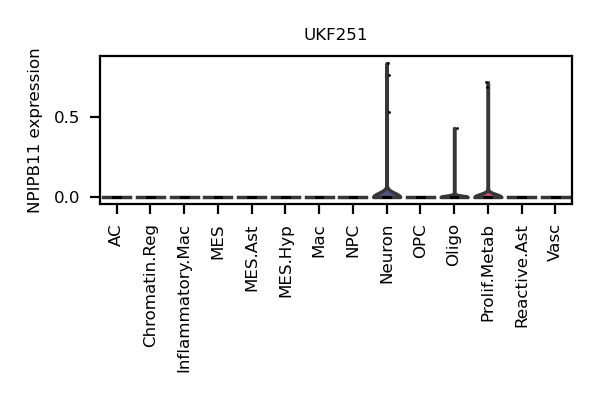 UKF251
NPIPB11 expression
0.5
0.0
AC
Chromatin.Reg
Inflammatory.Mac
MES
MES.Ast
MES.Hyp
Mac
NPC
Neuron
OPC
Oligo
Prolif.Metab
Reactive.Ast
Vasc